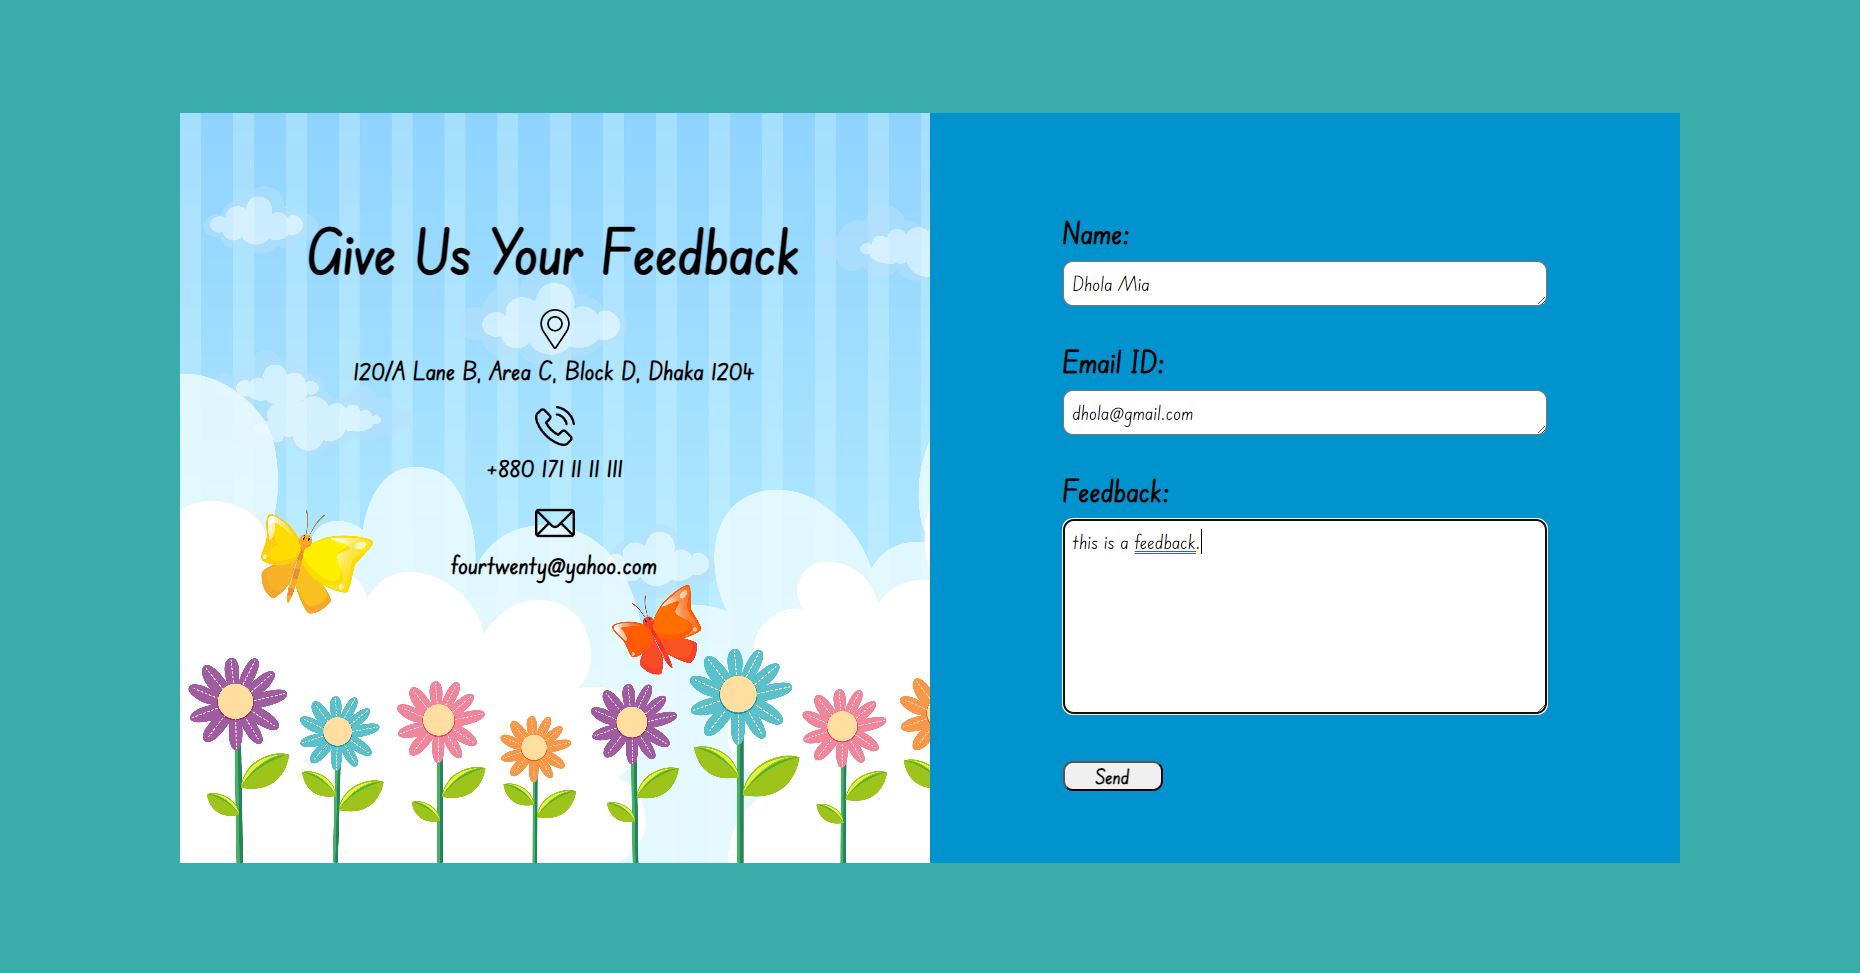 Give Us Your Feedback
120/A Lane B, Area C, Block D, Dhaka 1204
+880 171 11 11 111
fourtwenty@yahoo.com
Name:
Dhola Mia
Email ID:
dhola@gmail.com
Feedback:
this is a feedback.
Send